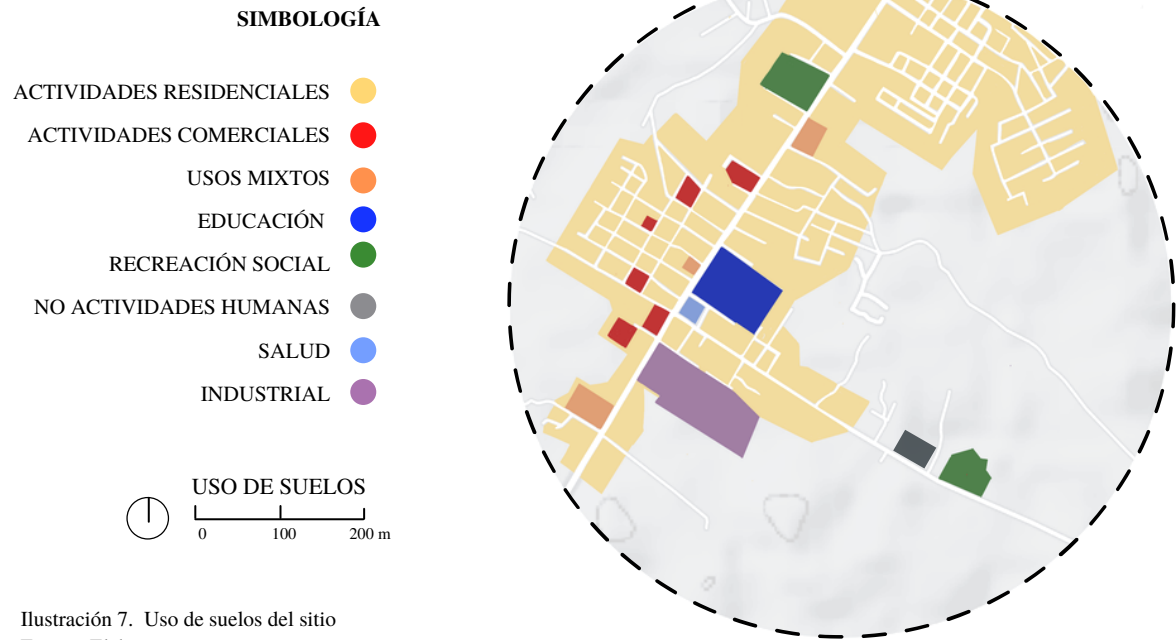 SIMBOLOGÍA
ACTIVIDADES RESIDENCIALES
ACTIVIDADES COMERCIALES
USOS MIXTOS
EDUCACIÓN
RECREACIÓN SOCIAL
NO ACTIVIDADES HUMANAS
SALUD
INDUSTRIAL
USO DE SUELOS
0 100 200 m
Ilustración 7. Uso de suelos del sitio